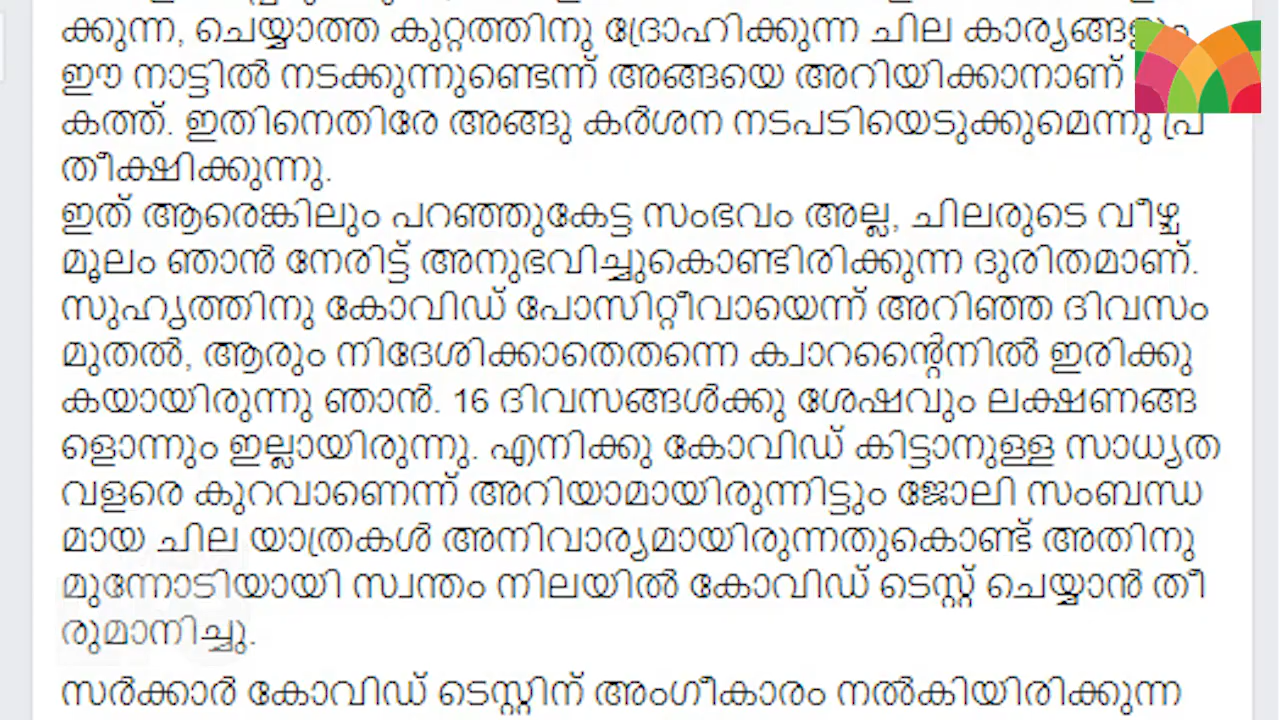 ക്കുന്ന, ചെയ്യാത്ത കുറ്റത്തിനു ദ്രോഹിക്കുന്ന ചില കാര്യങ്ങളും
ഈ നാട്ടിൽ നടക്കുന്നുണ്ടെന്ന് അങ്ങയെ അറിയിക്കാനാണ്
കത്ത്. ഇതിനെതിരേ അങ്ങു കർശന നടപടിയെടുക്കുമെന്നു പ്ര
തീക്ഷിക്കുന്നു.
ഇത് ആരെങ്കിലും പറഞ്ഞുകേട്ട സംഭവം അല്ല, ചിലരുടെ വീഴ്ച
മൂലം ഞാൻ നേരിട്ട് അനുഭവിച്ചുകൊണ്ടിരിക്കുന്ന ദുരിതമാണ്.
സുഹൃത്തിനു കോവിഡ് പോസിറ്റീവായെന്ന് അറിഞ്ഞ ദിവസം
മുതൽ, ആരും നിദേശിക്കാതെതന്നെ ക്വാറന്റൈനിൽ ഇരിക്കു
കയായിരുന്നു ഞാൻ. 16 ദിവസങ്ങൾക്കു ശേഷവും ലക്ഷണങ്ങ
ളൊന്നും ഇല്ലായിരുന്നു. എനിക്കു കോവിഡ് കിട്ടാനുള്ള സാധ്യത
വളരെ കുറവാണെന്ന് അറിയാമായിരുന്നിട്ടും ജോലി സംബന്ധ
മായ ചില യാത്രകൾ അനിവാര്യമായിരുന്നതുകൊണ്ട് അതിനു
മുന്നോടിയായി സ്വന്തം നിലയിൽ കോവിഡ് ടെസ്റ്റ് ചെയ്യാൻ തീ
രുമാനിച്ചു.
സർക്കാർ കോവിഡ് ടെസ്റ്റിന് അംഗീകാരം നൽകിയിരിക്കുന്ന